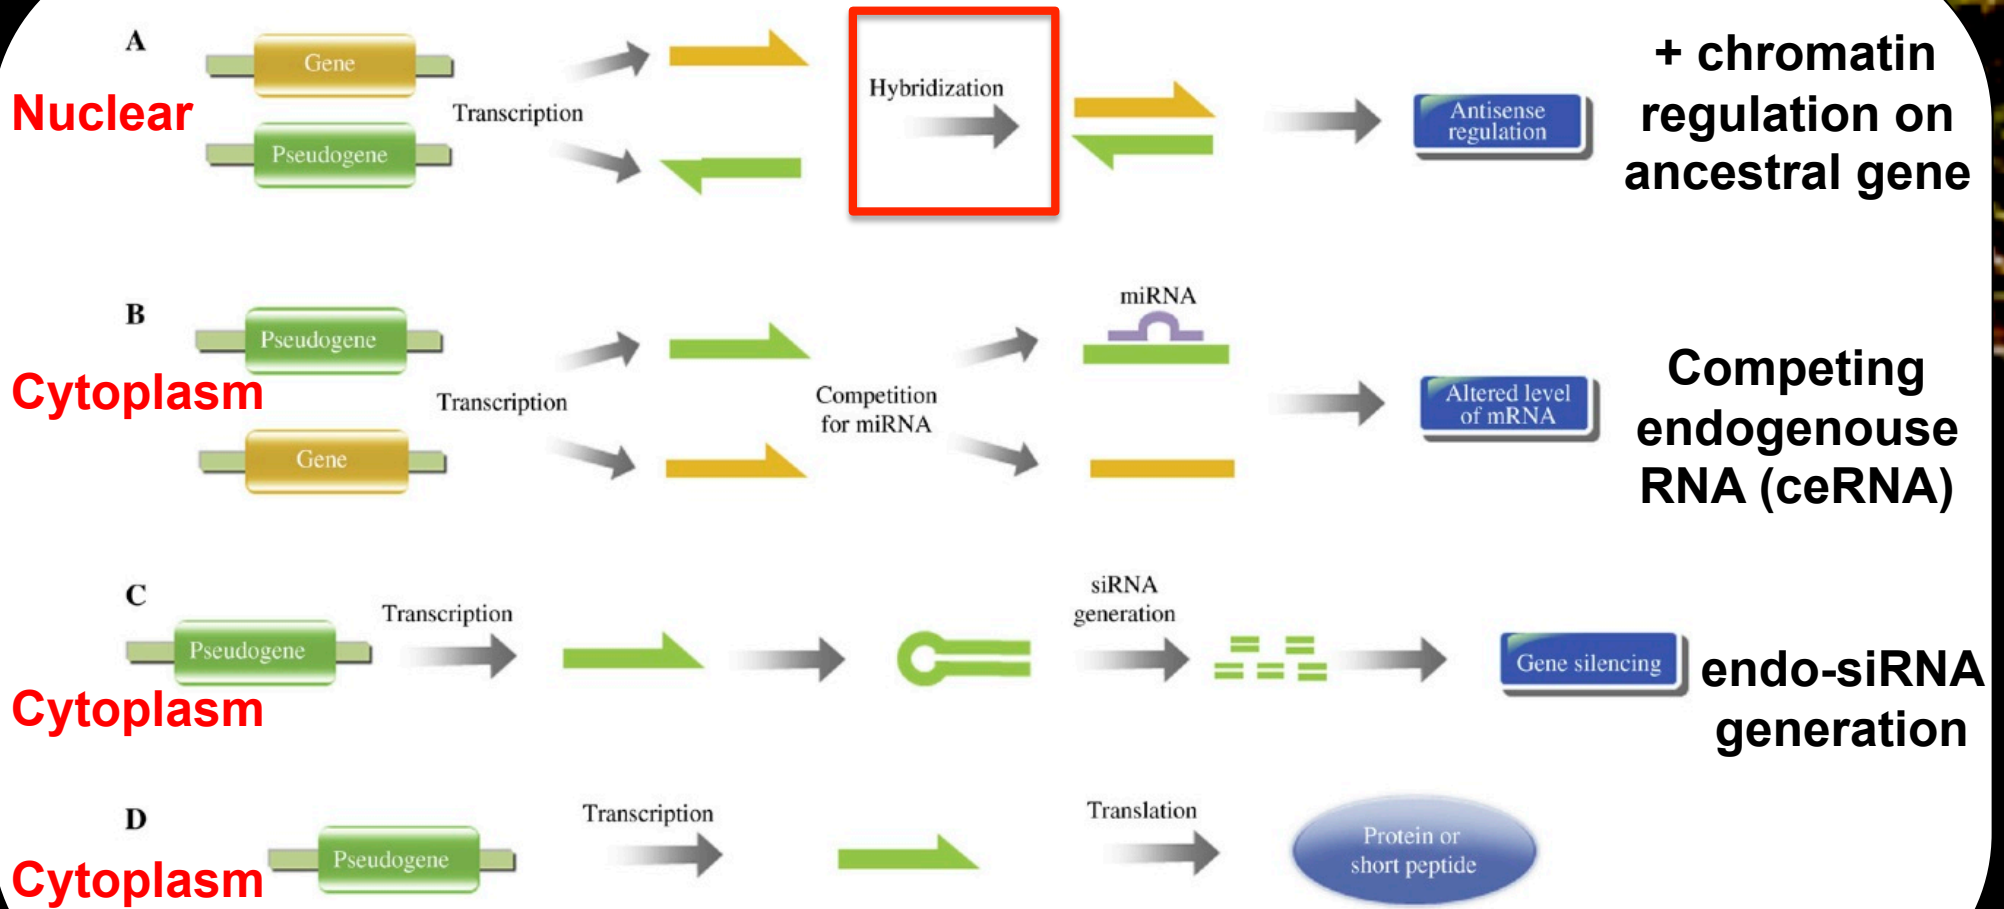 A
Nuclear
Gene
Pseudogene
Transcription
Hybridization
Antisense
regulation
+ chromatin
regulation on
ancestral gene
B
Cytoplasm
Pseudogene
Gene
Transcription
Competition
for miRNA
miRNA
Altered level
of mRNA
Competing
endogenouse
RNA (ceRNA)
C
Cytoplasm
Pseudogene
Transcription
siRNA
generation
Gene silencing
endo-siRNA
generation
D
Cytoplasm
Pseudogene
Transcription
Translation
Protein or
short peptide